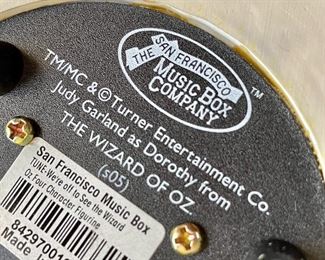 THE SAN FRANCISCO
MUSIC BOX
COMPANY
TM
TM/MC & ©Turner Entertainment Co.
Judy Garland as Dorothy from
THE WIZARD OF OZ.
(s05)
San Francisco Music Box
TUNE-We're off to See the Wizard
Oz Four Character Figurine
Made